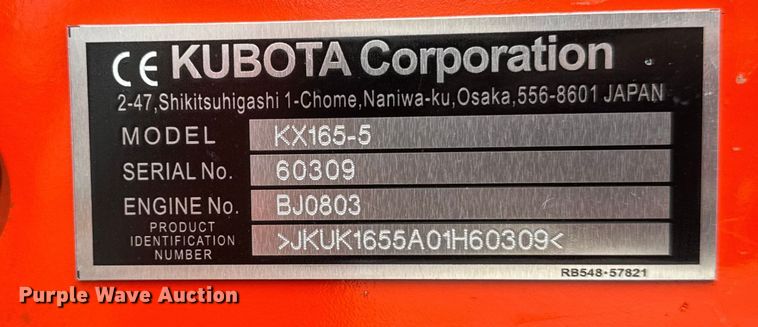 CE KUBOTA Corporation
2-47,Shikitsuhigashi 1-Chome,Naniwa-ku,Osaka,556-8601 JAPAN
MODEL KX165-5
SERIAL No. 60309
ENGINE No. BJ0803
PRODUCT
IDENTIFICATION >JKUK1655A01H60309<
NUMBER
RB548·57821
Purple Wave Auction